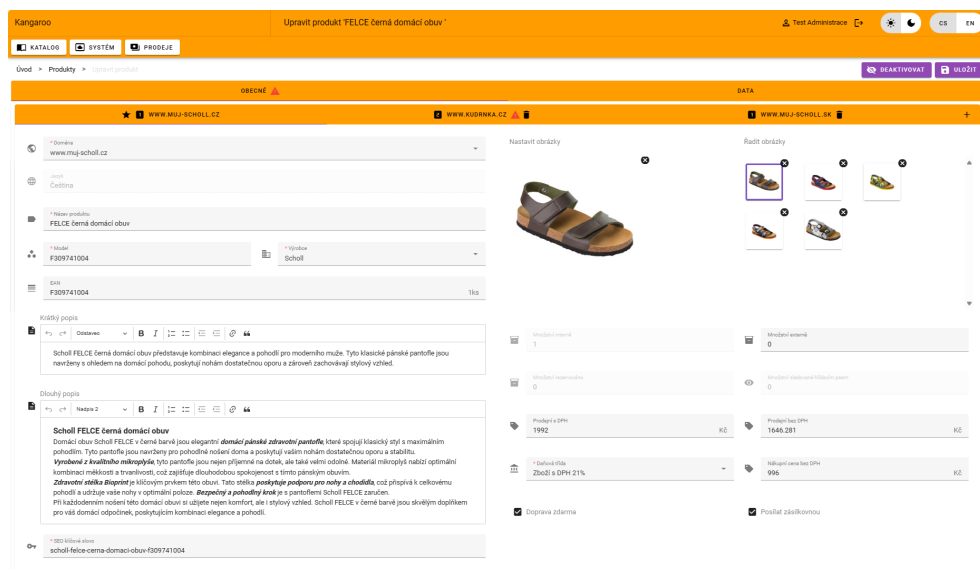 Kangaroo
Upravit produkt 'FELCE černá domácí obuv '
Test Administrace
CS
EN
KATALOG
SYSTÉM
PRODEJE
Úvod > Produkty > Upravit produkt
DEAKTIVOVAT
ULOŽIT
OBECNÉ
DATA
1 WWW.MUJ-SCHOLL.CZ
2 WWW.KUDRNKA.CZ
WWW.MUJ-SCHOLL.SK
+
* Doména
www.muj-scholl.cz
Jazyk
Čeština
* Název produktu
FELCE černá domácí obuv
* Model
F309741004
* Výrobce
Scholl
EAN
F309741004
1ks
Krátký popis
Odstavec
B I
Scholl FELCE černá domácí obuv představuje kombinaci elegance a pohodlí pro moderního muže. Tyto klasické pánské pantofle jsou
navrženy s ohledem na domácí pohodu, poskytují nohám dostatečnou oporu a zároveň zachovávají stylový vzhled.
Dlouhý popis
Nadpis 2
B I
Scholl FELCE černá domácí obuv
Domácí obuv Scholl FELCE v černé barvě jsou elegantní domácí pánské zdravotní pantofle, které spojují klasický styl s maximálním
pohodlím. Tyto pantofle jsou navrženy pro pohodlné nošení doma a poskytují vašim nohám dostatečnou oporu a stabilitu.
Vyrobené z kvalitního mikroplyše, tyto pantofle jsou nejen příjemné na dotek, ale také velmi odolné. Materiál mikroplyš nabízí optimální
kombinaci měkkosti a trvanlivosti, což zajišťuje dlouhodobou spokojenost s tímto pánským obuvím.
Zdravotní stélka Bioprint je klíčovým prvkem této obuvi. Tato stélka poskytuje podporu pro nohy a chodidla, což přispívá k celkovému
pohodlí a udržuje vaše nohy v optimální poloze. Bezpečný a pohodlný krok je s pantoflemi Scholl FELCE zaručen.
Při každodenním nošení této domácí obuvi si užijete nejen komfort, ale i stylový vzhled. Scholl FELCE v černé barvě jsou skvělým doplňkem
pro váš domácí odpočinek, poskytujícím kombinaci elegance a pohodlí.
* SEO klíčové slovo
scholl-felce-cerna-domaci-obuv-f309741004
Nastavit obrázky
Řadit obrázky
Množství interně
1
Množství externě
0
Množství rezervováno
0
Množství sledované hlídacím psem
0
Prodejní s DPH
1992
Kč
Prodejní bez DPH
1646.281
Kč
* Daňová třída
Zboží s DPH 21%
Nákupní cena bez DPH
996
Kč
Doprava zdarma
Posílat zásilkovnou